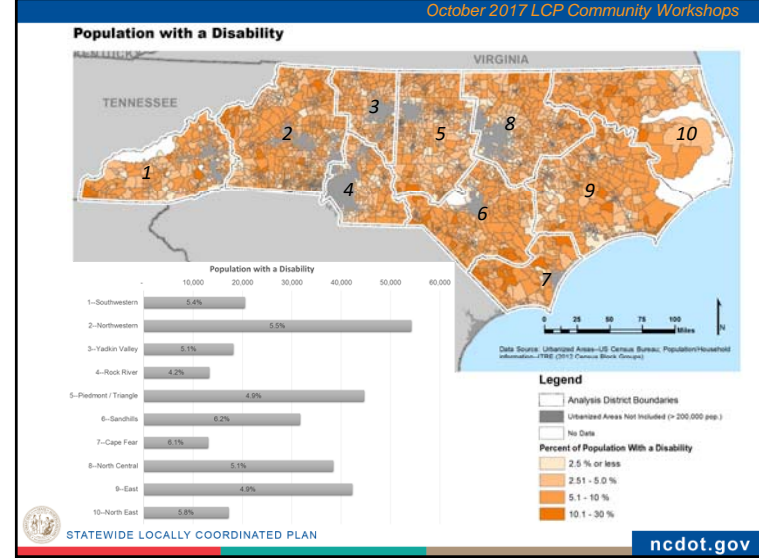 October 2017 LCP Community Workshops
Population with a Disability
KENTUCKY
VIRGINIA
TENNESSEE
1
2
3
4
5
6
7
8
9
10
Population with a Disability
- 10,000 20,000 30,000 40,000 50,000 60,000
1--Southwestern 5.4%
2--Northwestern 5.5%
3--Yadkin Valley 5.1%
4--Rock River 4.2%
5--Piedmont / Triangle 4.9%
6--Sandhills 6.2%
7--Cape Fear 6.1%
8--North Central 5.1%
9--East 4.9%
10--North East 5.8%
0 25 50 75 100
Miles
N
Data Source: Urbanized Areas--US Census Bureau; Population/Household
information--ITRE (2012 Census Block Groups)
Legend
Analysis District Boundaries
Urbanized Areas Not Included (> 200,000 pop.)
No Data
Percent of Population With a Disability
2.5 % or less
2.51 - 5.0 %
5.1 - 10 %
10.1 - 30 %
STATEWIDE LOCALLY COORDINATED PLAN
ncdot.gov